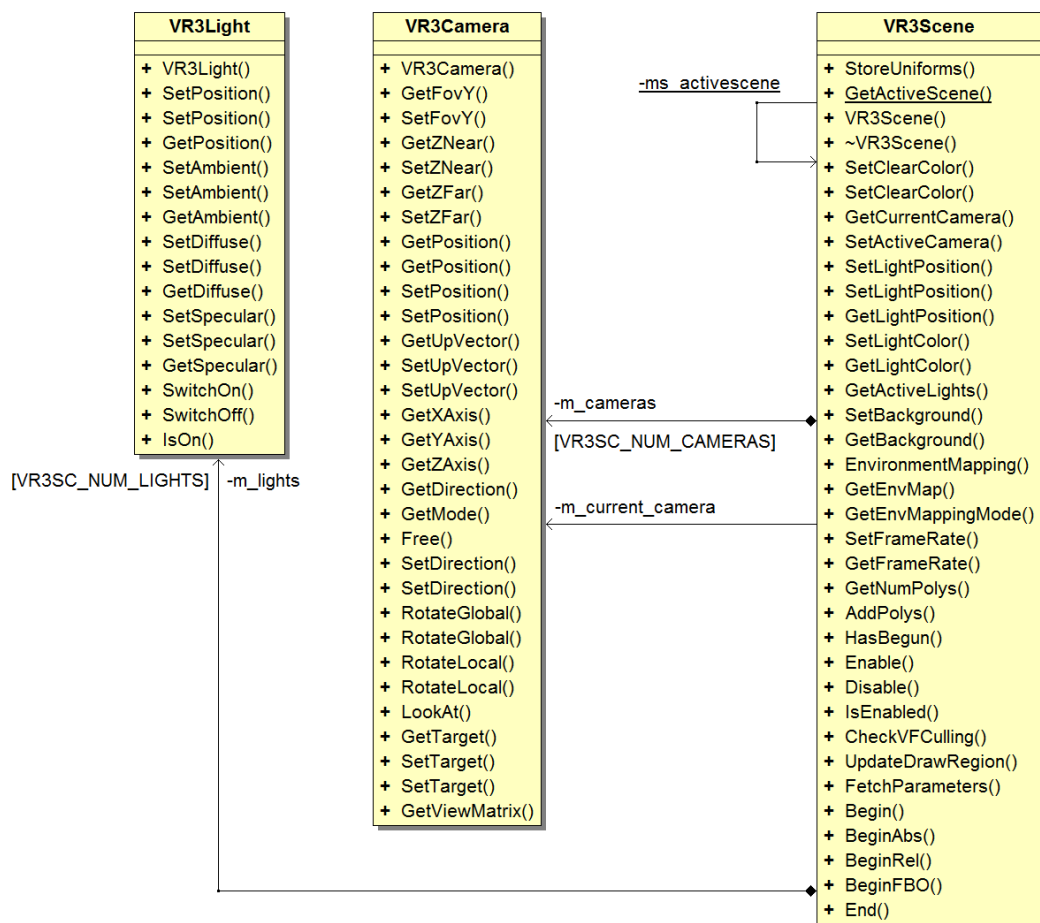 VR3Light
+ VR3Light()
+ SetPosition()
+ SetPosition()
+ GetPosition()
+ SetAmbient()
+ SetAmbient()
+ GetAmbient()
+ SetDiffuse()
+ SetDiffuse()
+ GetDiffuse()
+ SetSpecular()
+ SetSpecular()
+ GetSpecular()
+ SwitchOn()
+ SwitchOff()
+ IsOn()
[VR3SC_NUM_LIGHTS]
-m_lights
VR3Camera
+ VR3Camera()
+ GetFovY()
+ SetFovY()
+ GetZNear()
+ SetZNear()
+ GetZFar()
+ SetZFar()
+ GetPosition()
+ GetPosition()
+ SetPosition()
+ SetPosition()
+ GetUpVector()
+ SetUpVector()
+ SetUpVector()
+ GetXAxis()
+ GetYAxis()
+ GetZAxis()
+ GetDirection()
+ GetMode()
+ Free()
+ SetDirection()
+ SetDirection()
+ RotateGlobal()
+ RotateGlobal()
+ RotateLocal()
+ RotateLocal()
+ LookAt()
+ GetTarget()
+ SetTarget()
+ SetTarget()
+ GetViewMatrix()
-ms_activescene
-m_cameras
[VR3SC_NUM_CAMERAS]
-m_current_camera
VR3Scene
+ StoreUniforms()
+ GetActiveScene()
+ VR3Scene()
+ ~VR3Scene()
+ SetClearColor()
+ SetClearColor()
+ GetCurrentCamera()
+ SetActiveCamera()
+ SetLightPosition()
+ SetLightPosition()
+ GetLightPosition()
+ SetLightColor()
+ GetLightColor()
+ GetActiveLights()
+ SetBackground()
+ GetBackground()
+ EnvironmentMapping()
+ GetEnvMap()
+ GetEnvMappingMode()
+ SetFrameRate()
+ GetFrameRate()
+ GetNumPolys()
+ AddPolys()
+ HasBegun()
+ Enable()
+ Disable()
+ IsEnabled()
+ CheckVFCulling()
+ UpdateDrawRegion()
+ FetchParameters()
+ Begin()
+ BeginAbs()
+ BeginRel()
+ BeginFBO()
+ End()